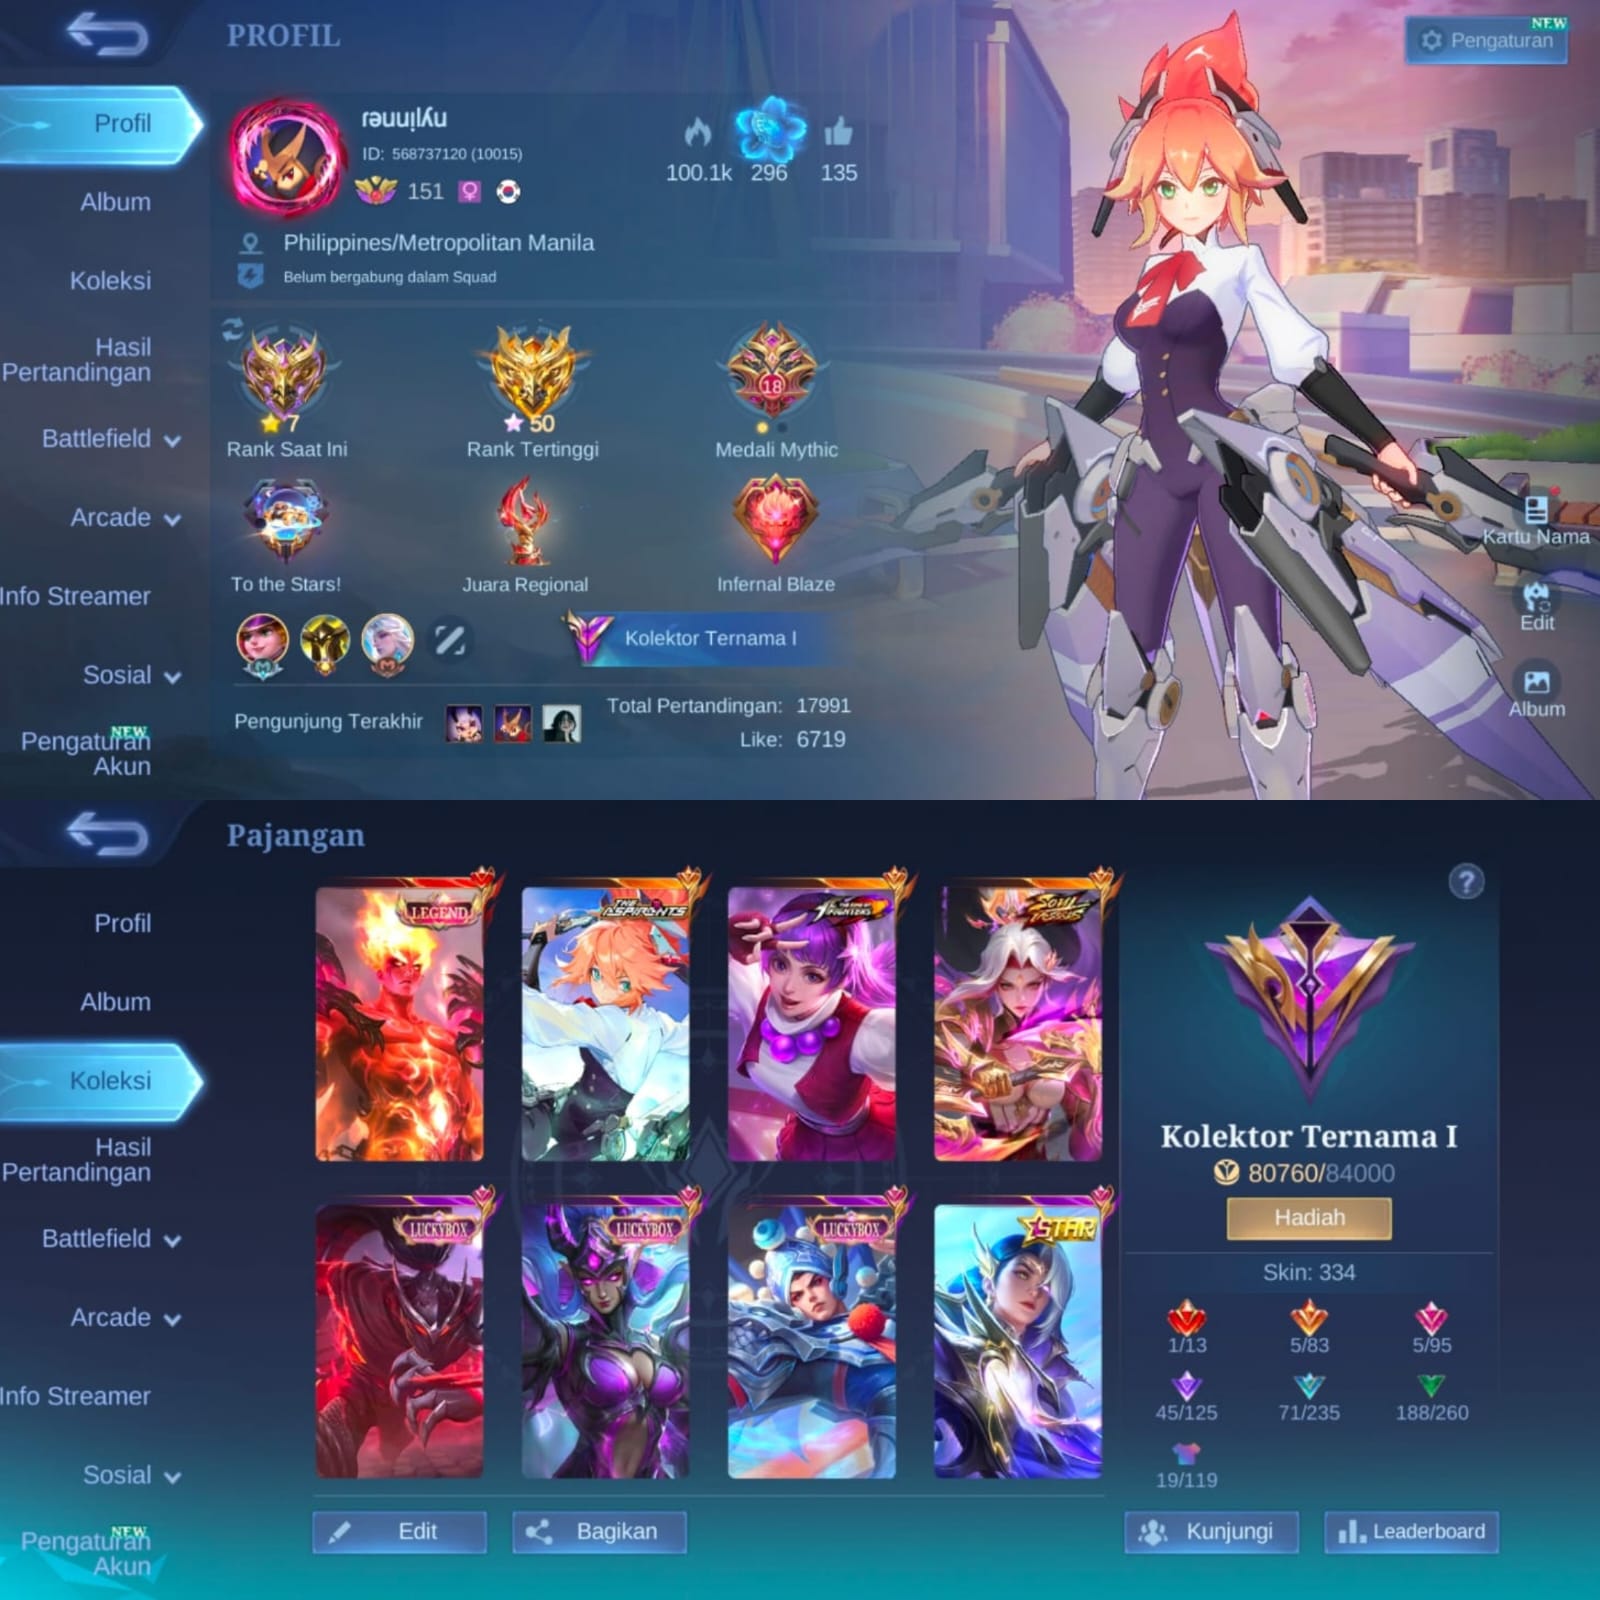 PROFIL
NEW
Pengaturan
Profil
Album
Koleksi
Hasil
Pertandingan
Battlefield
Arcade
Info Streamer
Sosial
NEW
Pengaturan
Akun
ɹǝuuᴉlʎu
ID: 568737120 (10015)
151
100.1k 296 135
Philippines/Metropolitan Manila
Belum bergabung dalam Squad
7
50
18
Rank Saat Ini
Rank Tertinggi
Medali Mythic
To the Stars!
Juara Regional
Infernal Blaze
Kolektor Ternama I
Pengunjung Terakhir
Total Pertandingan: 17991
Like: 6719
Kartu Nama
Edit
Album
Pajangan
Profil
Album
Koleksi
Hasil
Pertandingan
Battlefield
Arcade
Info Streamer
Sosial
NEW
Pengaturan
Akun
LEGEND
THE ASPIRANTS
THE KING OF FIGHTERS
SOUL VESSELS
LUCKYBOX
LUCKYBOX
LUCKYBOX
STAR
Edit
Bagikan
?
Kolektor Ternama I
80760/84000
Hadiah
Skin: 334
1/13 5/83 5/95
45/125 71/235 188/260
19/119
Kunjungi
Leaderboard